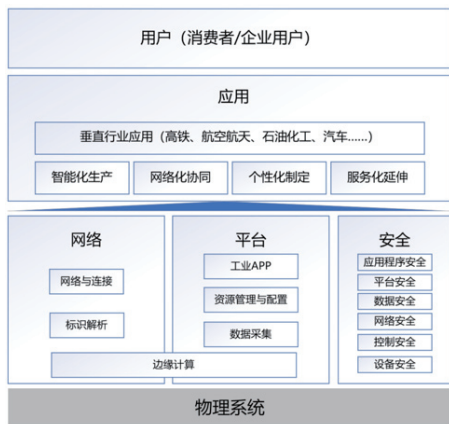 用户（消费者/企业用户）
应用
垂直行业应用（高铁、航空航天、石油化工、汽车......）
智能化生产
网络化协同
个性化制定
服务化延伸
网络
网络与连接
标识解析
平台
工业APP
资源管理与配置
数据采集
边缘计算
安全
应用程序安全
平台安全
数据安全
网络安全
控制安全
设备安全
物理系统